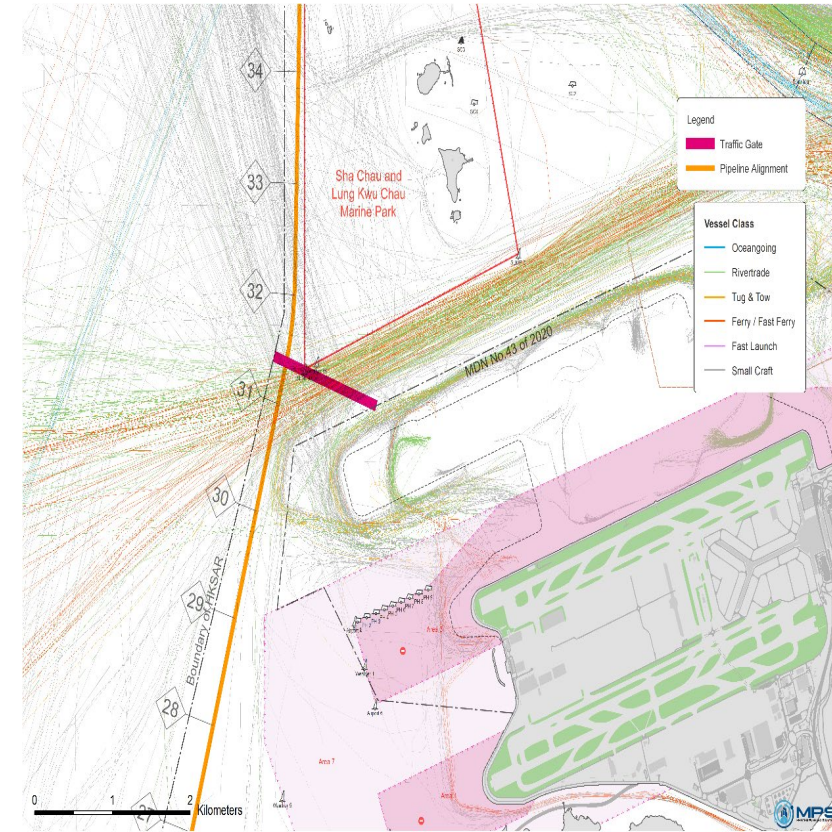 34
33
32
31
30
29
28
27
Sha Chau and
Lung Kwu Chau
Marine Park
MDN No.43 of 2020
Boundary of HKSAR
Legend
Traffic Gate
Pipeline Alignment
Vessel Class
Oceangoing
Rivertrade
Tug & Tow
Ferry / Fast Ferry
Fast Launch
Small Craft
Area 7
0
1
2
Kilometers
MPS